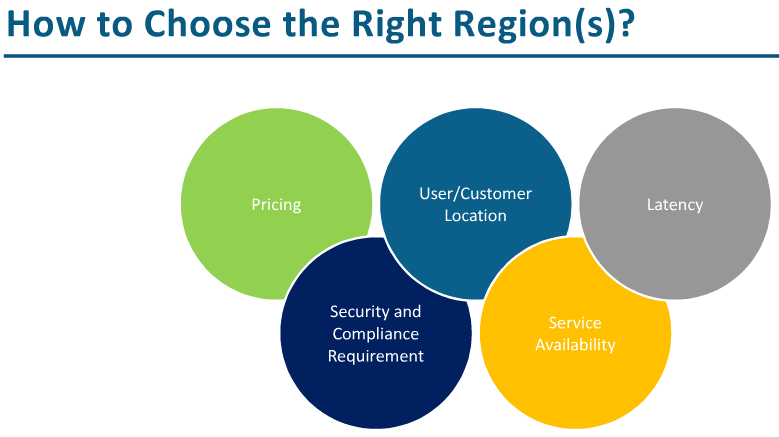 How to Choose the Right Region(s)?
Pricing
User/Customer
Location
Latency
Security and
Compliance
Requirement
Service
Availability